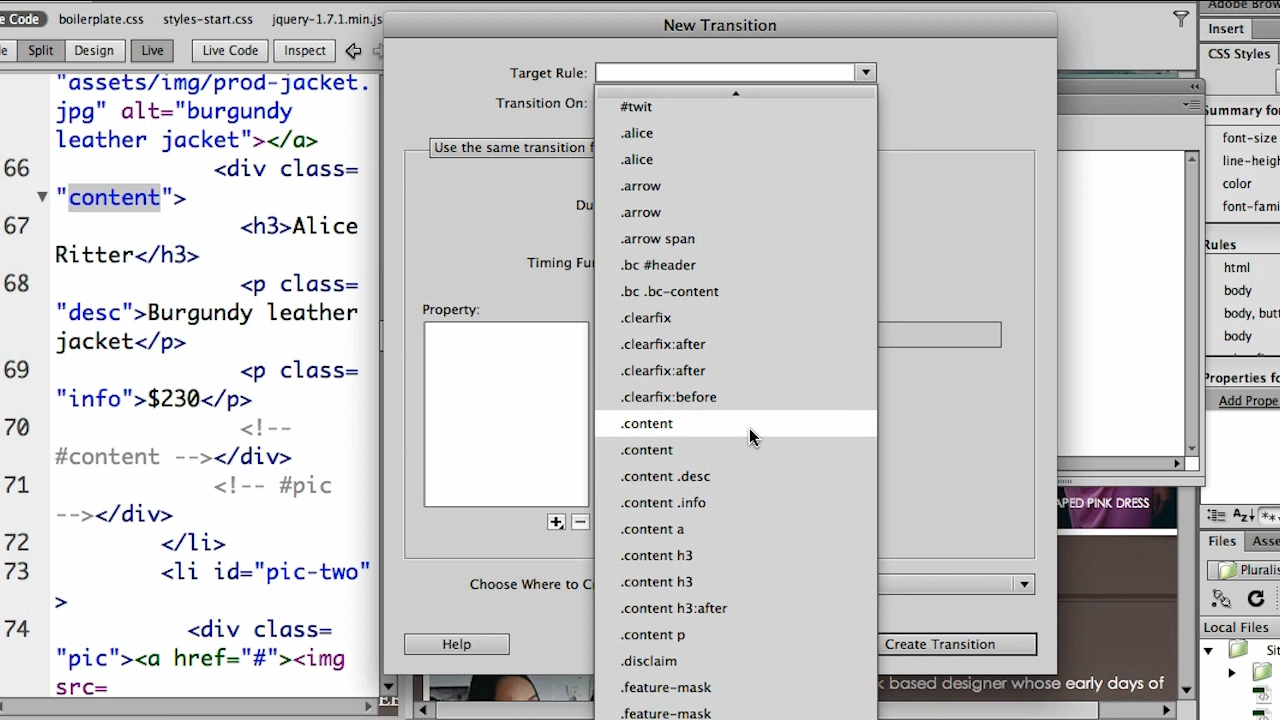 Code
boilerplate.css
styles-start.css
jquery-1.7.1.min.js
Split
Design
Live
Live Code
Inspect
"assets/img/prod-jacket.
jpg" alt="burgundy
leather jacket"></a>
66 <div class=
"content">
67 <h3>Alice
Ritter</h3>
68 <p class=
"desc">Burgundy leather
jacket</p>
69 <p class=
"info">$230</p>
70 <!--
#content --></div>
71 <!-- #pic
--></div>
72 </li>
73 <li id="pic-two"
>
74 <div class=
"pic"><a href="#"><img
src=
New Transition
Target Rule:
Transition On:
Use the same transition f
Du
Timing Fun
Property:
Choose Where to C
Help
Create Transition
#twit
.alice
.alice
.arrow
.arrow
.arrow span
.bc #header
.bc .bc-content
.clearfix
.clearfix:after
.clearfix:after
.clearfix:before
.content
.content
.content .desc
.content .info
.content a
.content h3
.content h3
.content h3:after
.content p
.disclaim
.feature-mask
.feature-mask
APED PINK DRESS
k based designer whose early days of
Adobe Brow
Insert
CSS Styles
Summary for
font-size
line-heigh
color
font-fami
Rules
html
body
body, butt
body
Properties fo
Add Prope
A Z
Files
Asse
Pluralis
Local Files
Sit